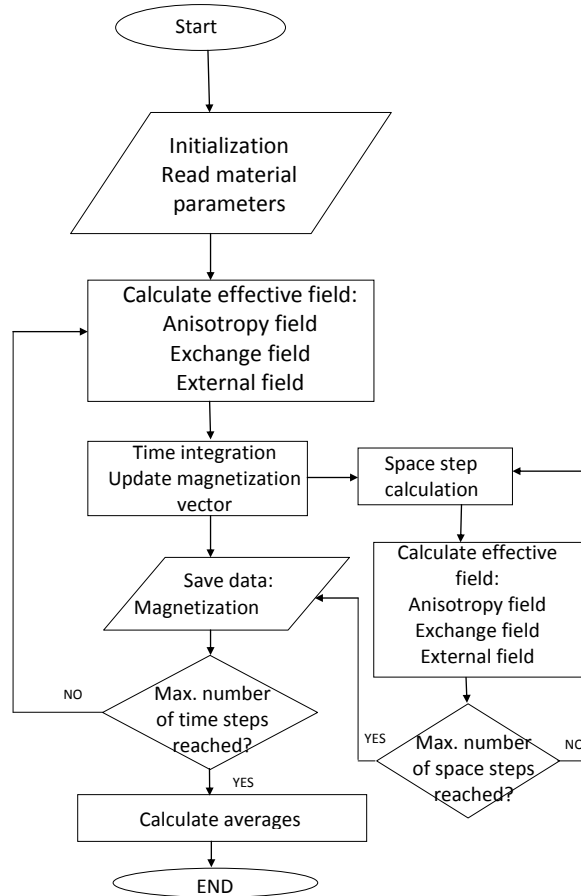 Start
Initialization
Read material
parameters
Calculate effective field:
Anisotropy field
Exchange field
External field
Time integration
Update magnetization
vector
Space step
calculation
Calculate effective
field:
Anisotropy field
Exchange field
External field
Save data:
Magnetization
NO
Max. number
of time steps
reached?
YES
YES
Max. number
of space steps
reached?
NO
Calculate averages
END